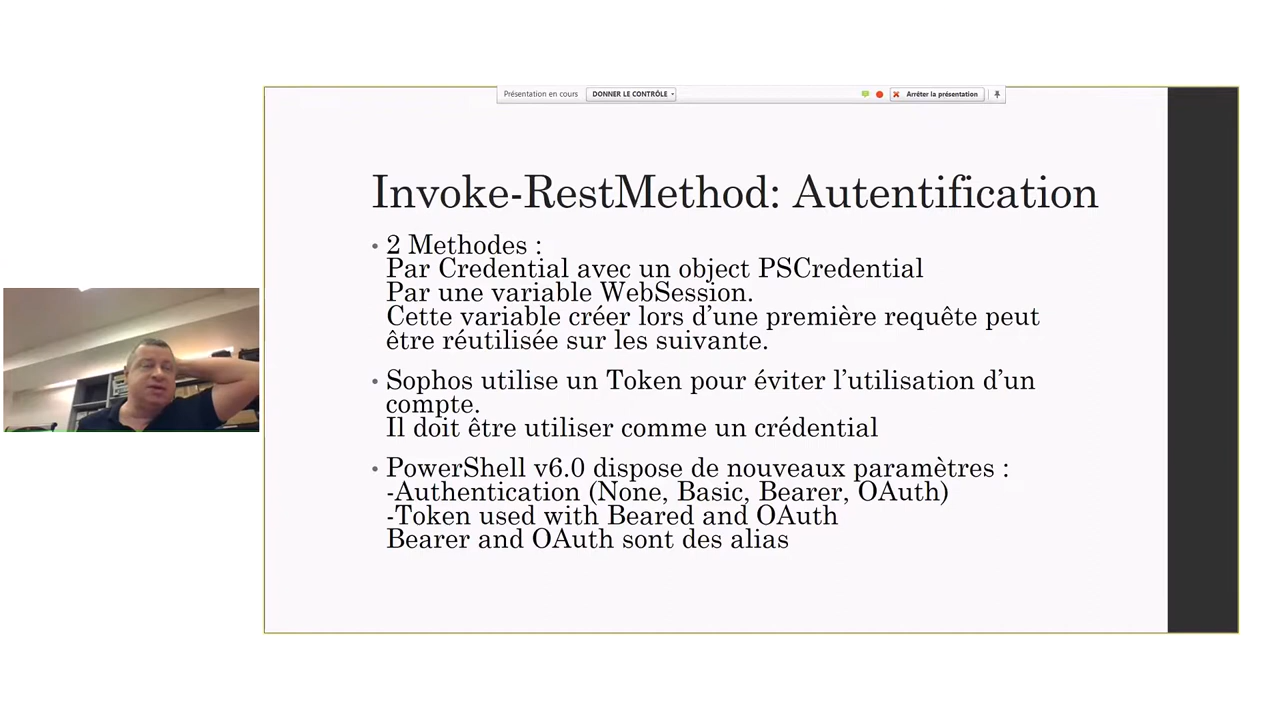 Présentation en cours DONNER LE CONTRÔLE Arrêter la présentation
Invoke-RestMethod: Autentification
• 2 Methodes :
Par Credential avec un object PSCredential
Par une variable WebSession.
Cette variable créer lors d’une première requête peut
être réutilisée sur les suivante.
• Sophos utilise un Token pour éviter l’utilisation d’un
compte.
Il doit être utiliser comme un crédential
• PowerShell v6.0 dispose de nouveaux paramètres :
-Authentication (None, Basic, Bearer, OAuth)
-Token used with Beared and OAuth
Bearer and OAuth sont des alias